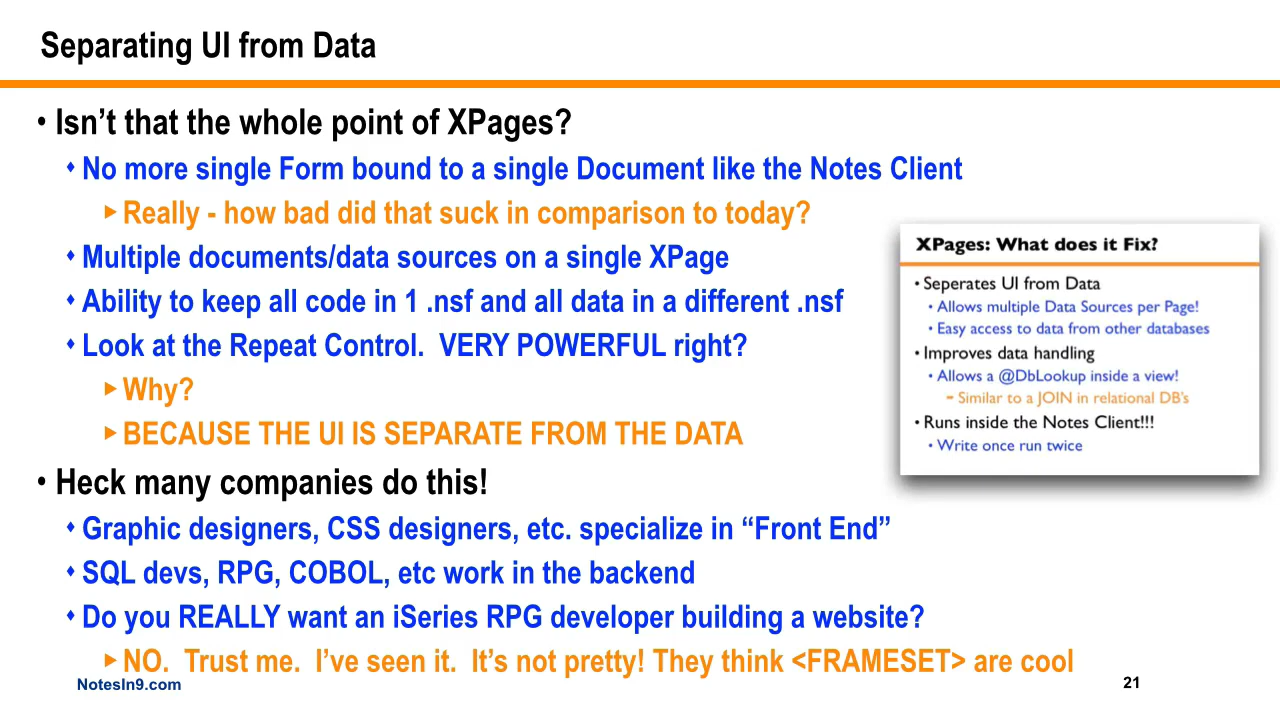 Separating UI from Data
• Isn’t that the whole point of XPages?
♦ No more single Form bound to a single Document like the Notes Client
► Really - how bad did that suck in comparison to today?
♦ Multiple documents/data sources on a single XPage
♦ Ability to keep all code in 1 .nsf and all data in a different .nsf
♦ Look at the Repeat Control.  VERY POWERFUL right?
► Why?
► BECAUSE THE UI IS SEPARATE FROM THE DATA
• Heck many companies do this!
♦ Graphic designers, CSS designers, etc. specialize in “Front End”
♦ SQL devs, RPG, COBOL, etc work in the backend
♦ Do you REALLY want an iSeries RPG developer building a website?
► NO.  Trust me.  I’ve seen it.  It’s not pretty! They think <FRAMESET> are cool
XPages: What does it Fix?
• Seperates UI from Data
• Allows multiple Data Sources per Page!
• Easy access to data from other databases
• Improves data handling
• Allows a @DbLookup inside a view!
- Similar to a JOIN in relational DB’s
• Runs inside the Notes Client!!!
• Write once run twice
NotesIn9.com
21